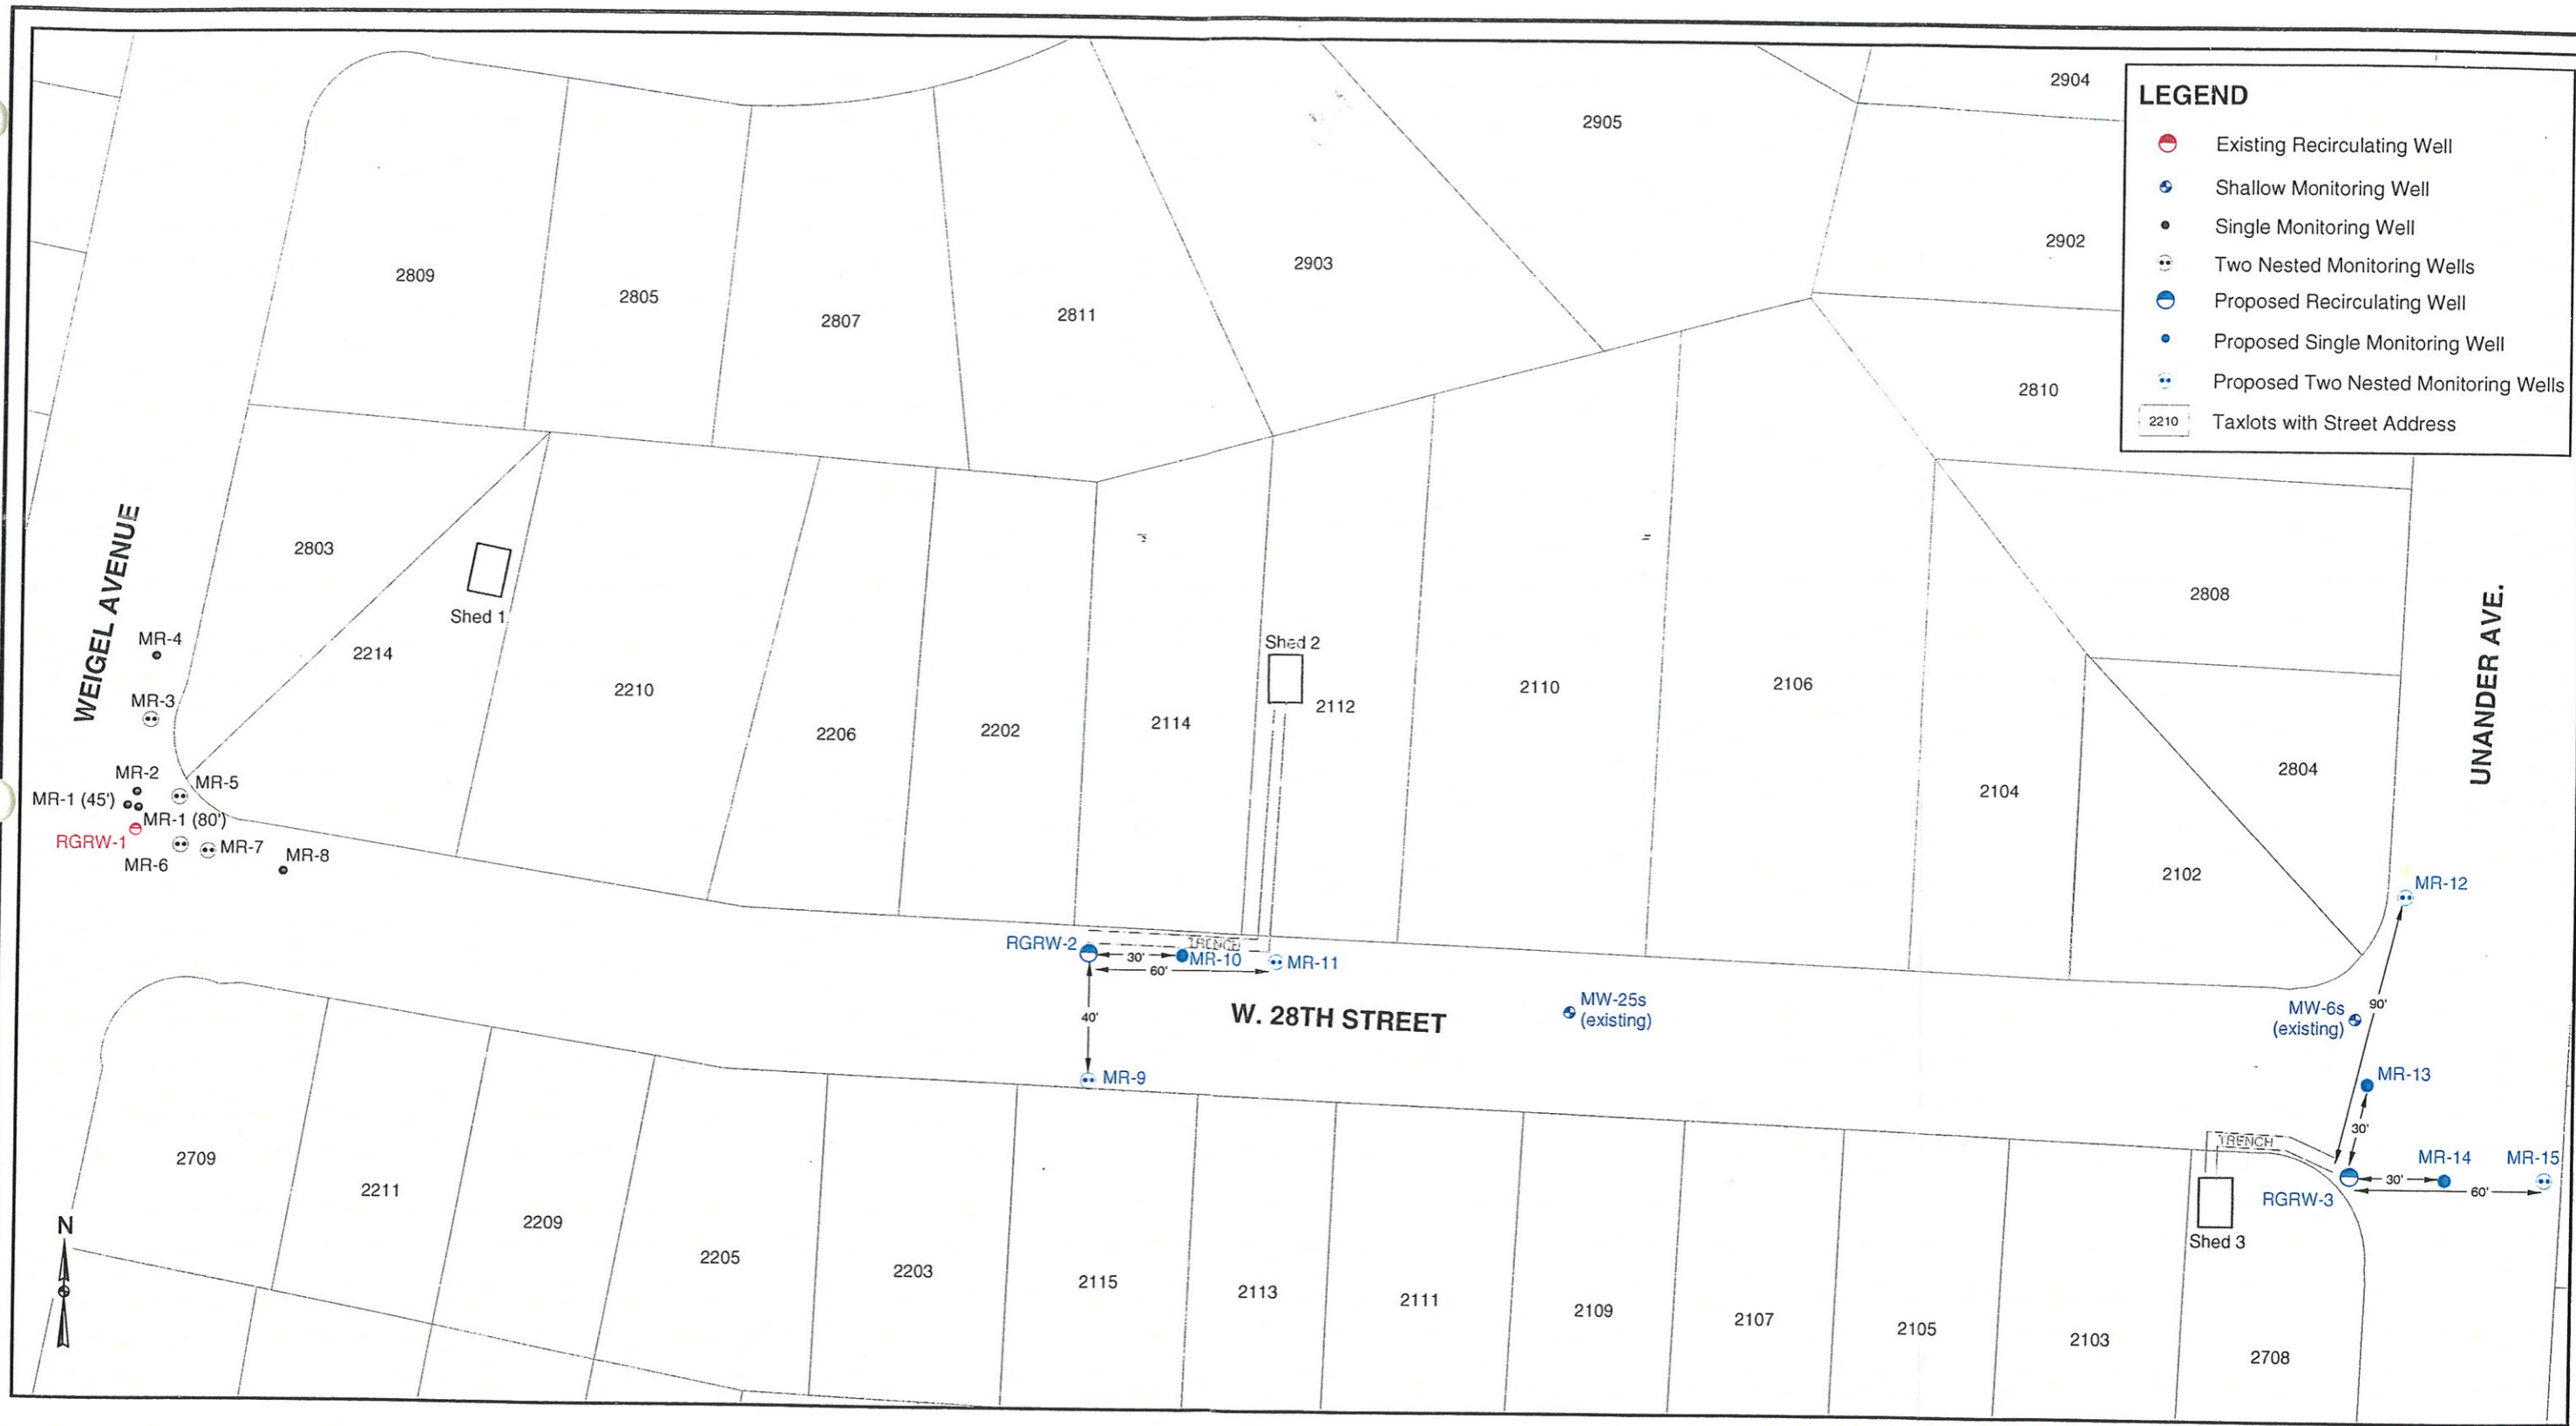 LEGEND
Existing Recirculating Well
Shallow Monitoring Well
Single Monitoring Well
Two Nested Monitoring Wells
Proposed Recirculating Well
Proposed Single Monitoring Well
Proposed Two Nested Monitoring Wells
2210 Taxlots with Street Address
2904
2905
2902
2903
2809
2805
2807
2811
2810
2803
Shed 1
2214
2210
2206
2202
2114
Shed 2
2112
2110
2106
2104
2808
2804
2102
WEIGEL AVENUE
UNANDER AVE.
MR-4
MR-3
MR-2
MR-5
MR-1 (45')
MR-1 (80')
RGRW-1
MR-6
MR-7
MR-8
RGRW-2
TRENCH
30'
MR-10
60'
MR-11
40'
MR-9
W. 28TH STREET
MW-25s
(existing)
MR-12
90'
MW-6s
(existing)
MR-13
30'
TRENCH
MR-14
MR-15
30'
60'
RGRW-3
Shed 3
N
2709
2211
2209
2205
2203
2115
2113
2111
2109
2107
2105
2103
2708